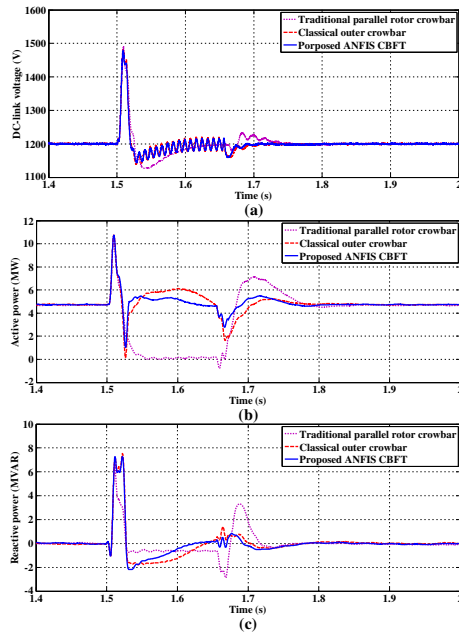 1600
1500
1400
1300
1200
1100
DC-link voltage (V)
Traditional parallel rotor crowbar
Classical outer crowbar
Porposed ANFIS CBFT
1.4 1.5 1.6 1.7 1.8 1.9 2
Time (s)
(a)
12
10
8
6
4
2
0
-2
Active power (MW)
Traditional parallel rotor crowbar
Classical outer crowbar
Proposed ANFIS CBFT
1.4 1.5 1.6 1.7 1.8 1.9 2
Time (s)
(b)
10
8
6
4
2
0
-2
-4
Reactive power (MVAR)
Traditional parallel rotor crowbar
Classical outer crowbar
Proposed ANFIS CBFT
1.4 1.5 1.6 1.7 1.8 1.9 2
Time (s)
(c)